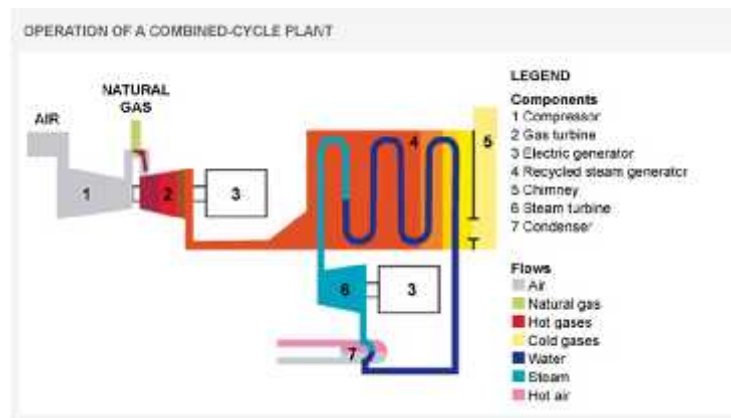 OPERATION OF A COMBINED-CYCLE PLANT
NATURAL
GAS
AIR
1
2
3
4
5
6
3
7
LEGEND
Components
1 Compressor
2 Gas turbine
3 Electric generator
4 Recycled steam generator
5 Chimney
6 Steam turbine
7 Condenser
Flows
Air
Natural gas
Hot gases
Cold gases
Water
Steam
Hot air